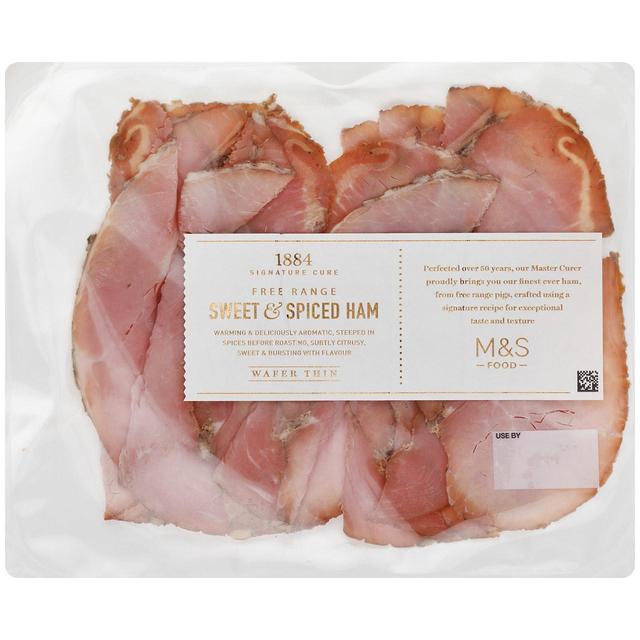 1884
SIGNATURE CURE
FREE RANGE
SWEET & SPICED HAM
WARMING & DELICIOUSLY AROMATIC, STEEPED IN
SPICES BEFORE ROASTING, SUBTLY CITRUSY,
SWEET & BURSTING WITH FLAVOUR
WAFER THIN
Perfected over 50 years, our Master Curer
proudly brings you our finest ever ham,
from free range pigs, crafted using a
signature recipe for exceptional
taste and texture
M&S
FOOD
USE BY